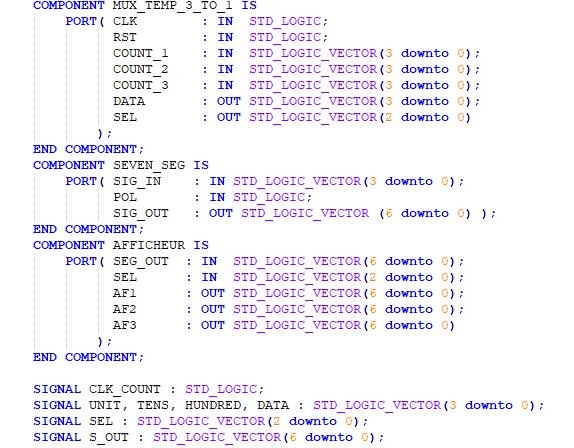 COMPONENT MUX_TEMP_3_TO_1 IS
PORT( CLK : IN STD_LOGIC;
RST : IN STD_LOGIC;
COUNT_1 : IN STD_LOGIC_VECTOR(3 downto 0);
COUNT_2 : IN STD_LOGIC_VECTOR(3 downto 0);
COUNT_3 : IN STD_LOGIC_VECTOR(3 downto 0);
DATA : OUT STD_LOGIC_VECTOR(3 downto 0);
SEL : OUT STD_LOGIC_VECTOR(2 downto 0)
);
END COMPONENT;
COMPONENT SEVEN_SEG IS
PORT( SIG_IN : IN STD_LOGIC_VECTOR(3 downto 0);
POL : IN STD_LOGIC;
SIG_OUT : OUT STD_LOGIC_VECTOR (6 downto 0) );
END COMPONENT;
COMPONENT AFFICHEUR IS
PORT( SEG_OUT : IN STD_LOGIC_VECTOR(6 downto 0);
SEL : IN STD_LOGIC_VECTOR(2 downto 0);
AF1 : OUT STD_LOGIC_VECTOR(6 downto 0);
AF2 : OUT STD_LOGIC_VECTOR(6 downto 0);
AF3 : OUT STD_LOGIC_VECTOR(6 downto 0)
);
END COMPONENT;
SIGNAL CLK_COUNT : STD_LOGIC;
SIGNAL UNIT, TENS, HUNDRED, DATA : STD_LOGIC_VECTOR(3 downto 0);
SIGNAL SEL : STD_LOGIC_VECTOR(2 downto 0);
SIGNAL S_OUT : STD_LOGIC_VECTOR(6 downto 0);